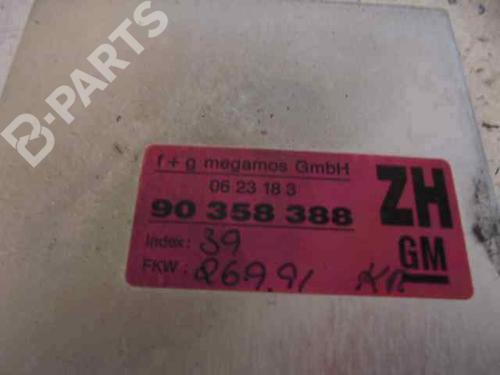 B-PARTS
f + g megamos GmbH
06 23 18 3
90 358 388
ZH
Index: 39
GM
FKW: 269.91